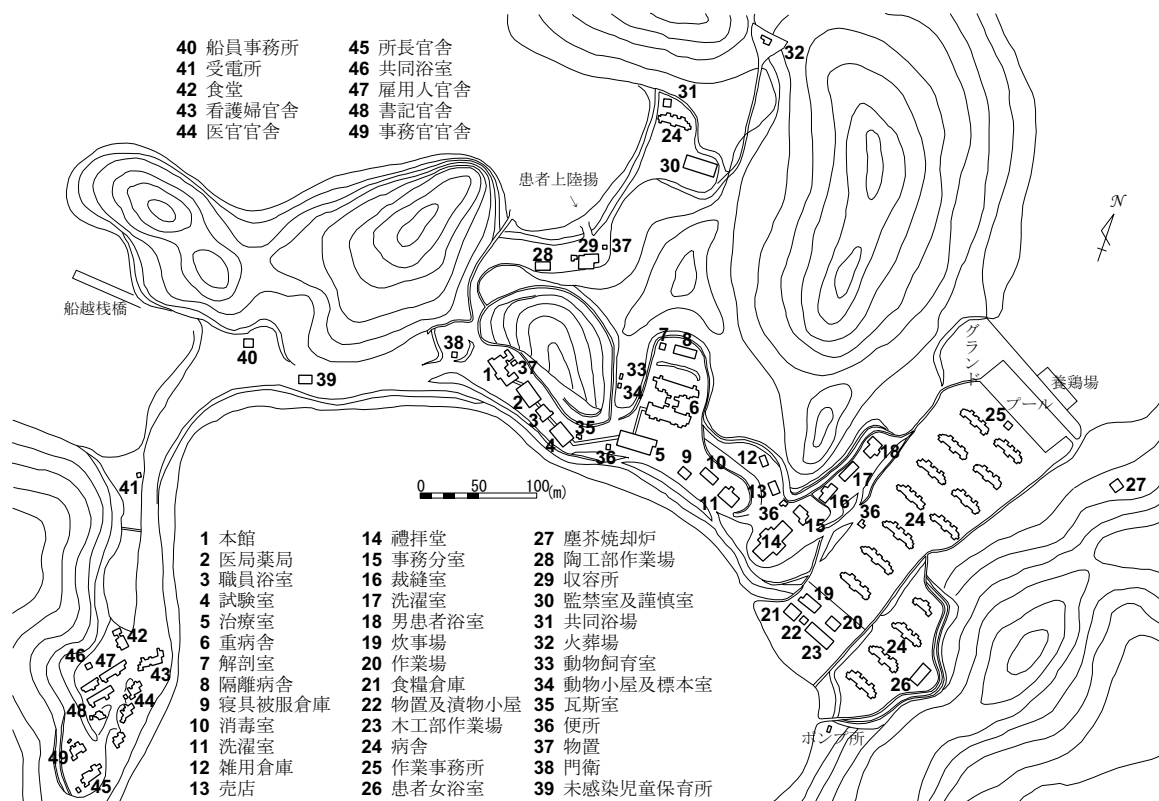 40 船員事務所
41 受電所
42 食堂
43 看護婦官舎
44 医官官舎
45 所長官舎
46 共同浴室
47 雇用人官舎
48 書記官舎
49 事務官官舎
32
31
24
30
患者上陸揚
↓
N
29
37
28
船越桟橋
グランド
40
38
7
8
37
33
1
39
34
養鶏場
プール
2
6
25
3
35
18
4
36
5
12
9
10
17
41
13
27
0
50
100(m)
11
16
36
36
24
15
14
1 本館
2 医局薬局
3 職員浴室
4 試験室
5 治療室
6 重病舎
7 解剖室
8 隔離病舎
9 寝具被服倉庫
10 消毒室
11 洗濯室
12 雑用倉庫
13 売店
14 禮拝堂
15 事務分室
16 裁縫室
17 洗濯室
18 男患者浴室
19 炊事場
20 作業場
21 食糧倉庫
22 物置及漬物小屋
23 木工部作業場
24 病舎
25 作業事務所
26 患者女浴室
27 塵芥焼却炉
28 陶工部作業場
29 収容所
30 監禁室及謹慎室
31 共同浴場
32 火葬場
33 動物飼育室
34 動物小屋及標本室
35 瓦斯室
36 便所
37 物置
38 門衛
39 未感染児童保育所
19
21
22
20
23
24
26
ポンプ所
42
46
47
43
44
48
49
45